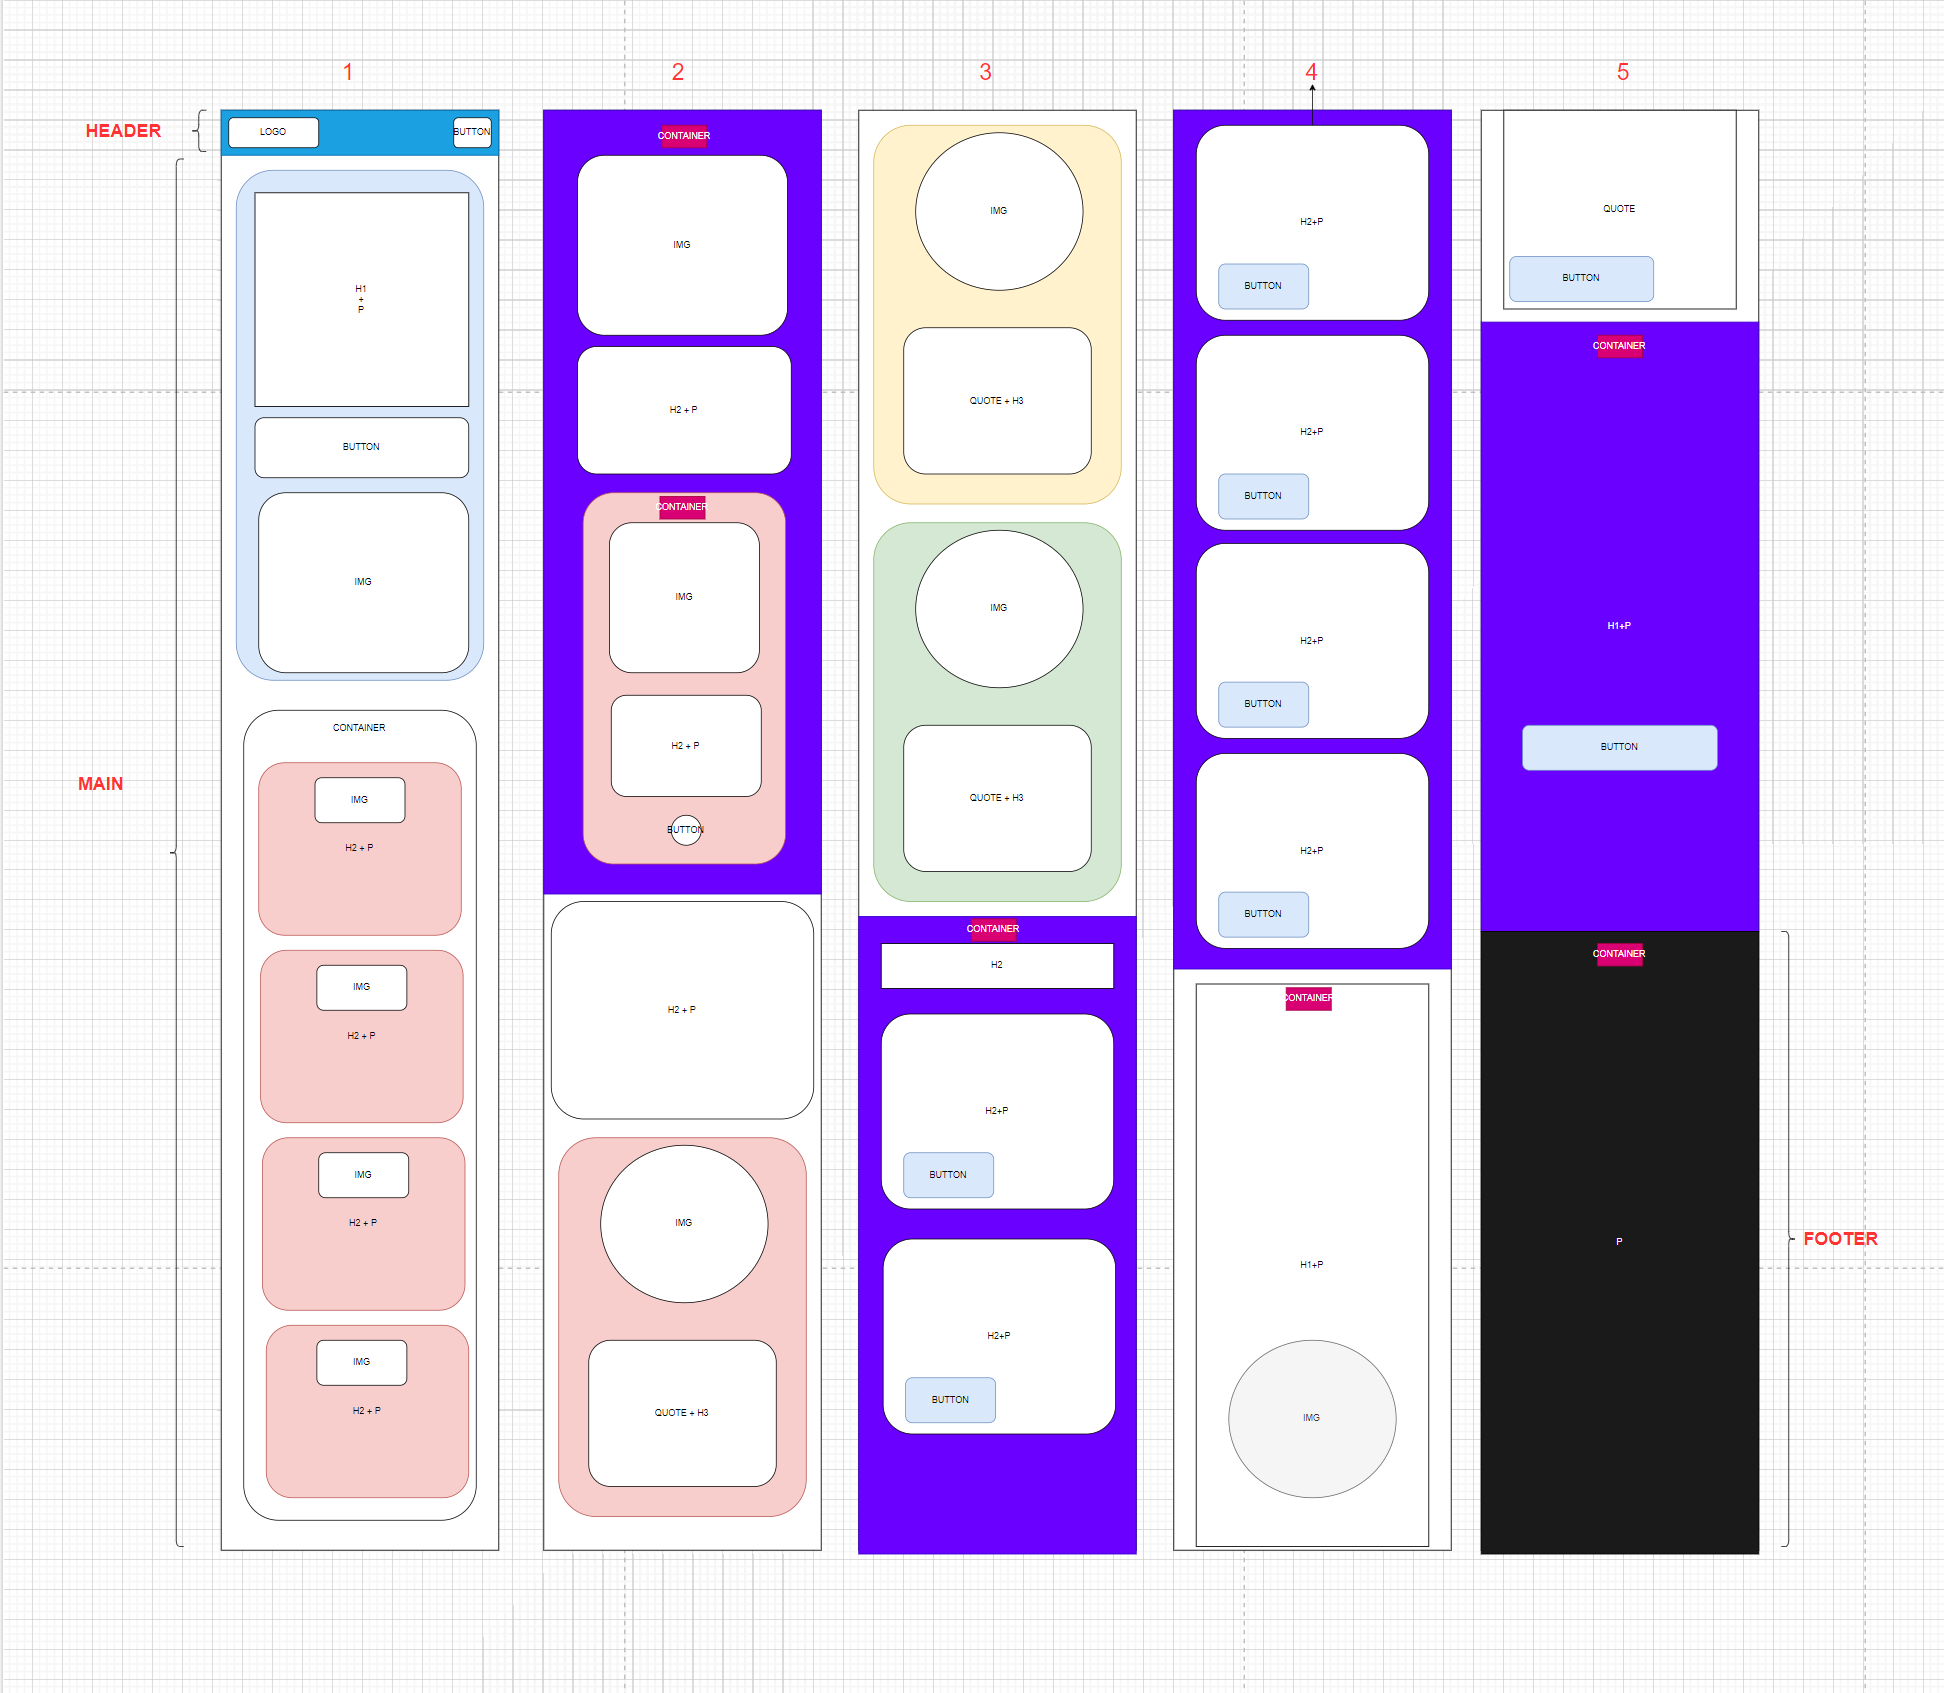 1
2
3
4
5
HEADER
LOGO
BUTTON
H1
+
P
BUTTON
IMG
MAIN
CONTAINER
IMG
H2 + P
IMG
H2 + P
IMG
H2 + P
IMG
H2 + P
CONTAINER
IMG
H2 + P
CONTAINER
IMG
H2 + P
BUTTON
H2 + P
IMG
QUOTE + H3
IMG
QUOTE + H3
IMG
QUOTE + H3
CONTAINER
H2
H2+P
BUTTON
H2+P
BUTTON
H2+P
BUTTON
H2+P
BUTTON
H2+P
BUTTON
H2+P
BUTTON
CONTAINER
H1+P
IMG
QUOTE
BUTTON
CONTAINER
H1+P
BUTTON
CONTAINER
P
FOOTER